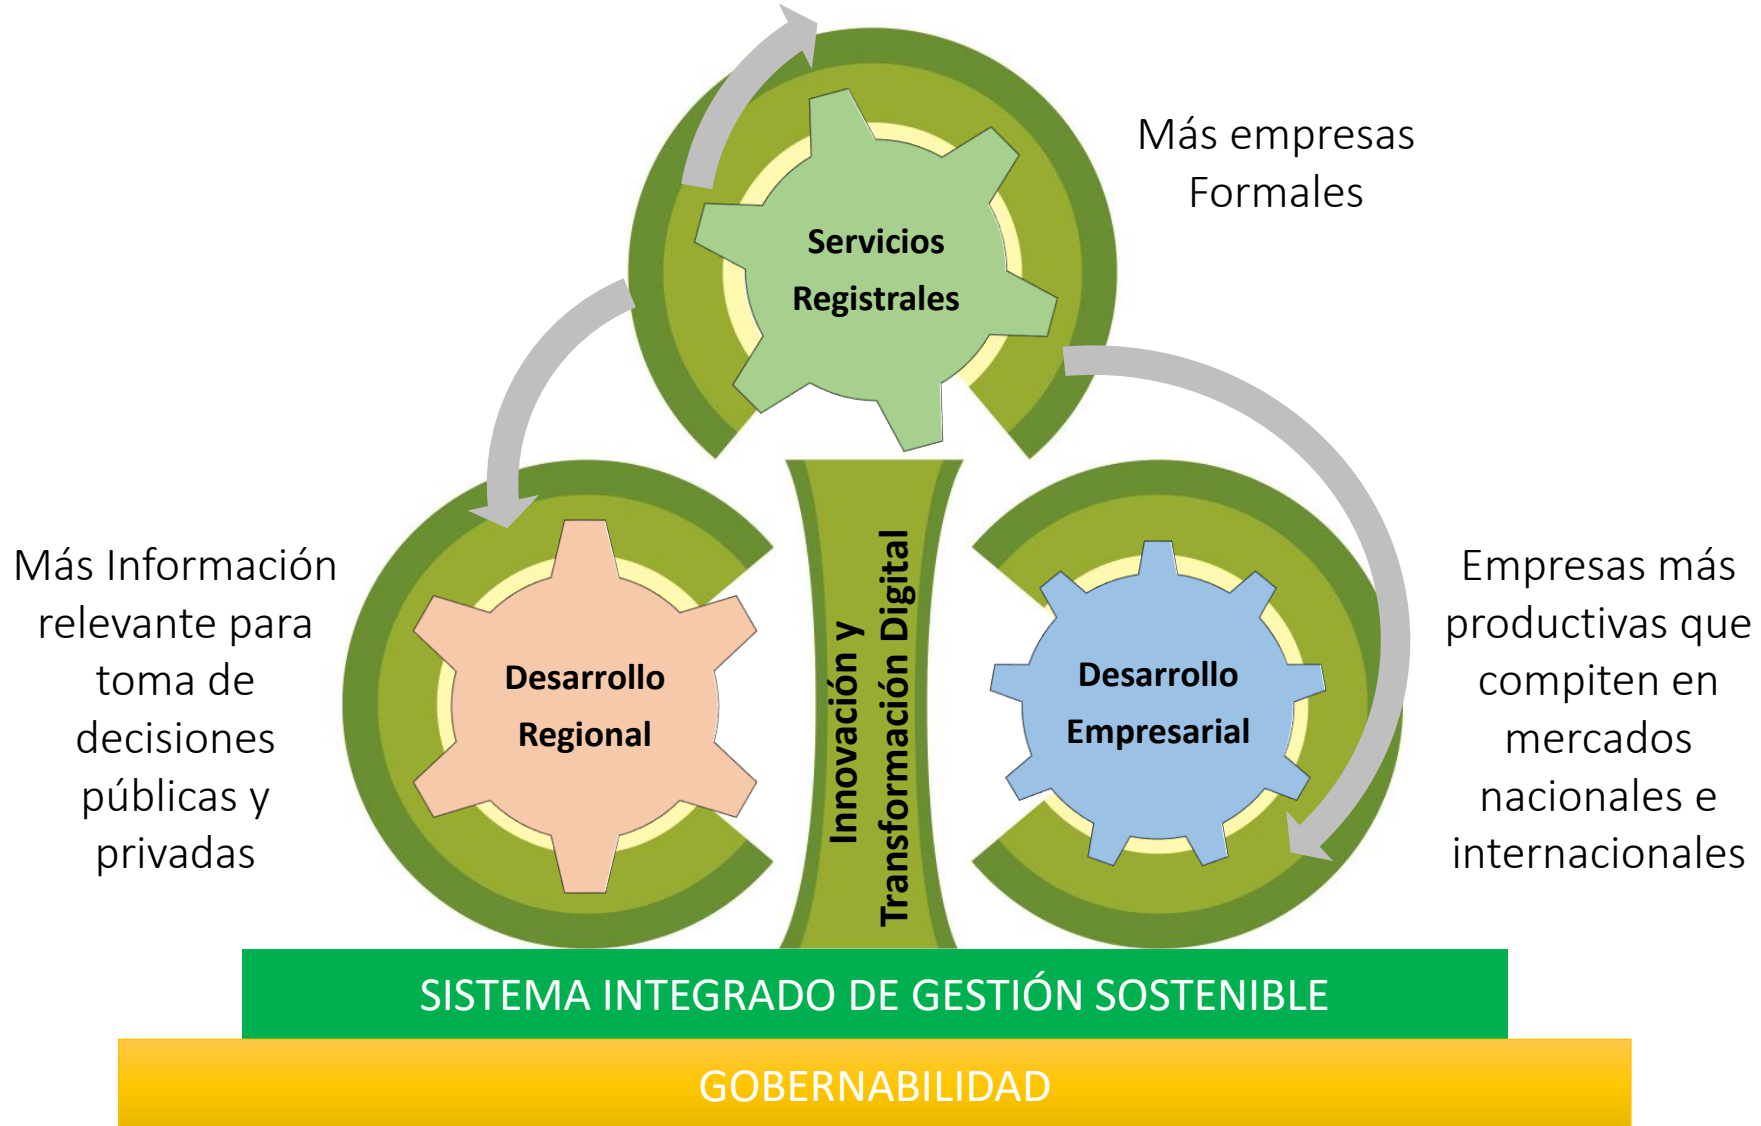 Más empresas
Formales
Servicios
Registrales
Más Información
relevante para
toma de
decisiones
públicas y
privadas
Desarrollo
Regional
Innovación y
Transformación Digital
Desarrollo
Empresarial
Empresas más
productivas que
compiten en
mercados
nacionales e
internacionales
SISTEMA INTEGRADO DE GESTIÓN SOSTENIBLE
GOBERNABILIDAD